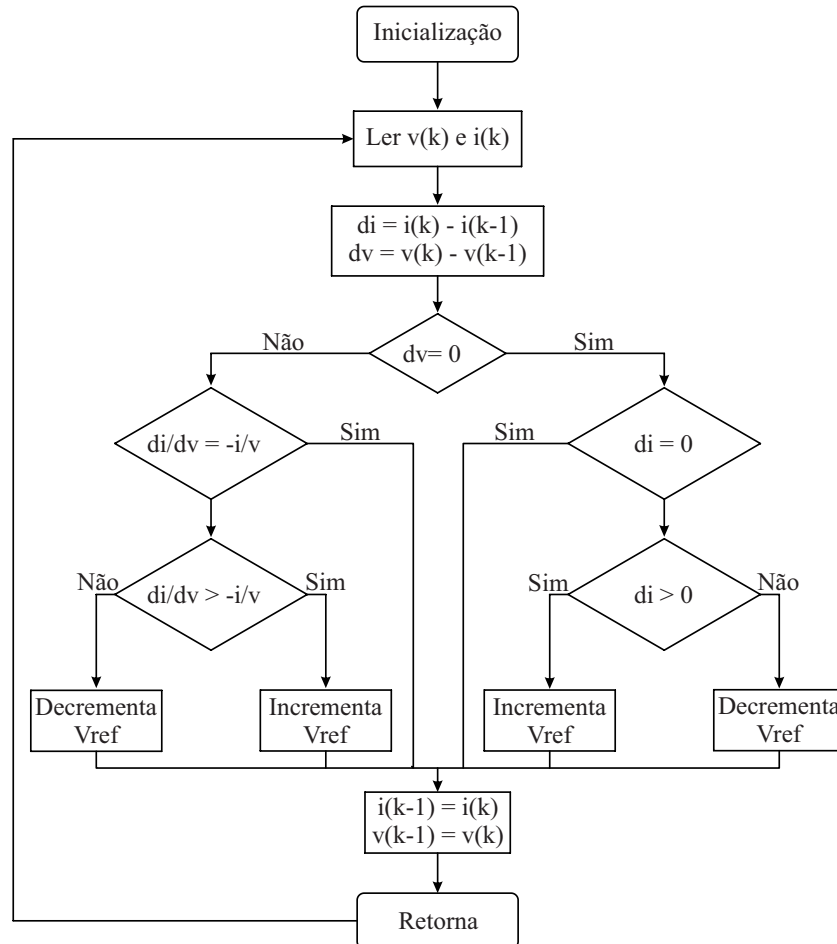 Inicialização
Ler v(k) e i(k)
di = i(k) - i(k-1)
dv = v(k) - v(k-1)
Não
dv= 0
Sim
di/dv = -i/v
Sim
Sim
di = 0
Não
di/dv > -i/v
Sim
Sim
di > 0
Não
Decrementa
Vref
Incrementa
Vref
Incrementa
Vref
Decrementa
Vref
i(k-1) = i(k)
v(k-1) = v(k)
Retorna